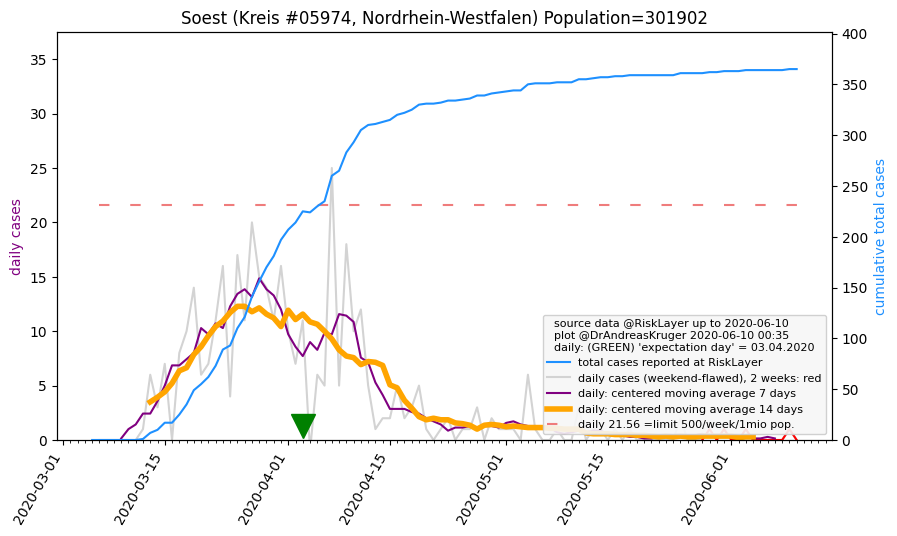 Soest (Kreis #05974, Nordrhein-Westfalen) Population=301902
daily cases
35
30
25
20
15
10
5
0
400
350
300
250
200
150
100
50
0
cumulative total cases
source data @RiskLayer up to 2020-06-10
plot @DrAndreasKruger 2020-06-10 00:35
daily: (GREEN) 'expectation day' = 03.04.2020
total cases reported at RiskLayer
daily cases (weekend-flawed), 2 weeks: red
daily: centered moving average 7 days
daily: centered moving average 14 days
daily 21.56 =limit 500/week/1mio pop.
2020-03-01
2020-03-15
2020-04-01
2020-04-15
2020-05-01
2020-05-15
2020-06-01